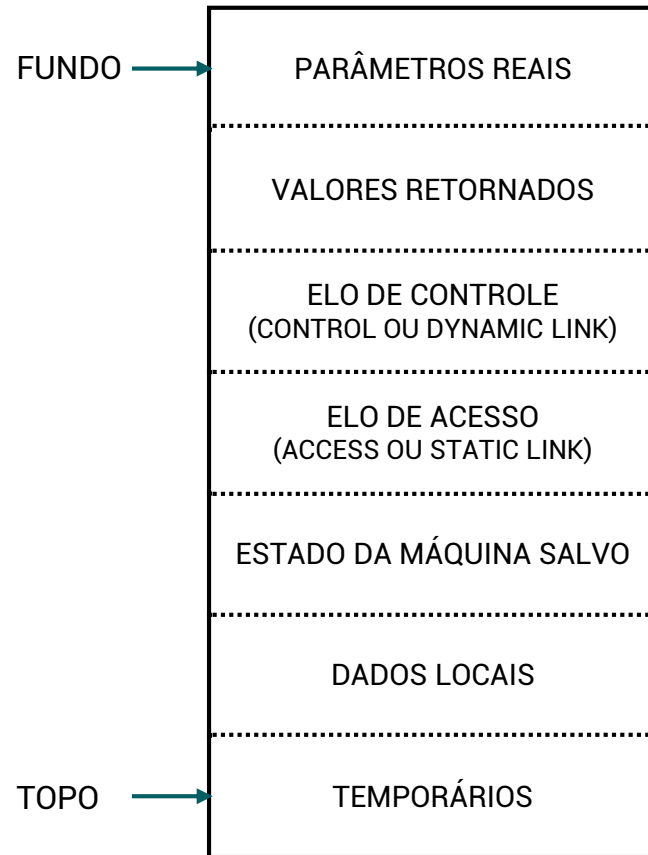 FUNDO
PARÂMETROS REAIS
VALORES RETORNADOS
ELO DE CONTROLE
(CONTROL OU DYNAMIC LINK)
ELO DE ACESSO
(ACCESS OU STATIC LINK)
ESTADO DA MÁQUINA SALVO
DADOS LOCAIS
TOPO
TEMPORÁRIOS